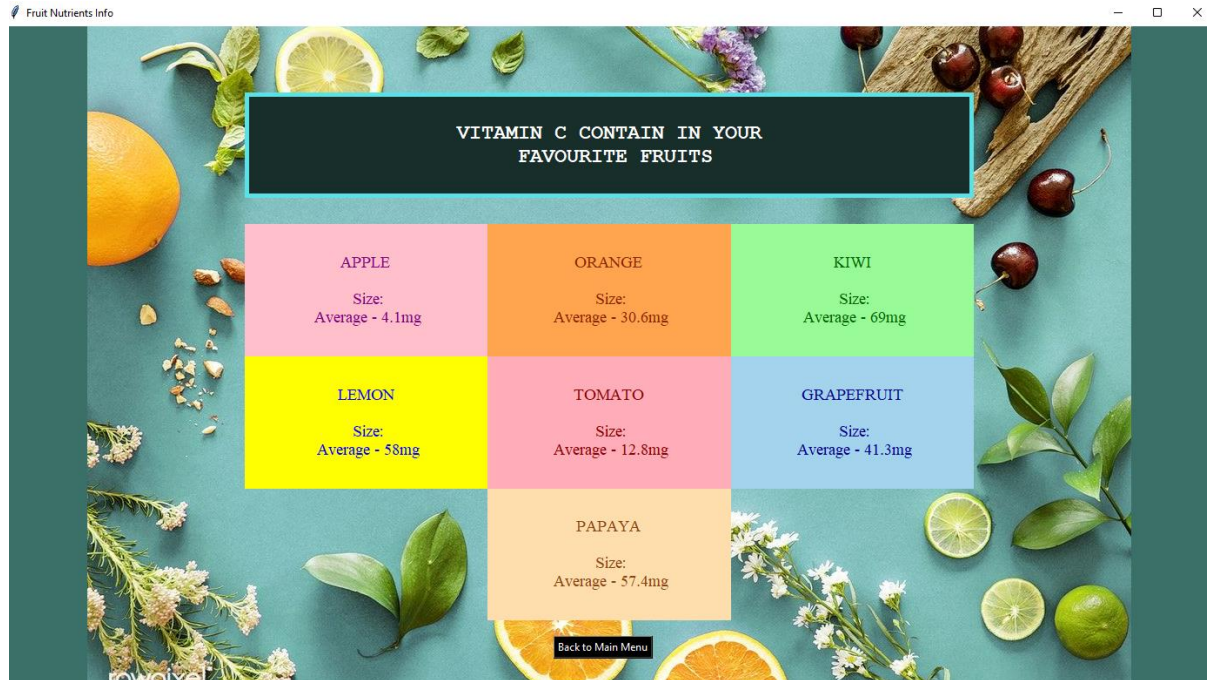 Fruit Nutrients Info
VITAMIN C CONTAIN IN YOUR
FAVOURITE FRUITS
APPLE
Size:
Average - 4.1mg
ORANGE
Size:
Average - 30.6mg
KIWI
Size:
Average - 69mg
LEMON
Size:
Average - 58mg
TOMATO
Size:
Average - 12.8mg
GRAPEFRUIT
Size:
Average - 41.3mg
PAPAYA
Size:
Average - 57.4mg
Back to Main Menu
rawpixel